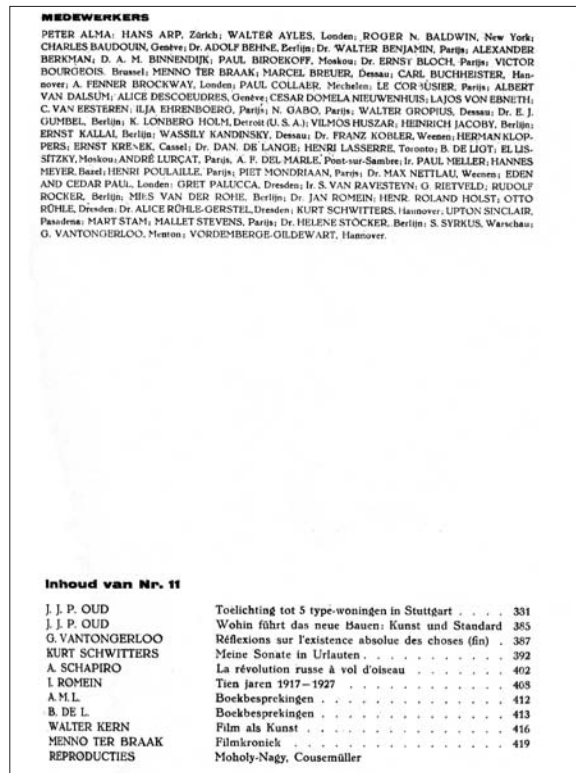 MEDEWERKERS
PETER ALMA; HANS ARP, Zürich; WALTER AYLES, Londen; ROGER N. BALDWIN, New York;
CHARLES BAUDOUIN, Genève; Dr. ADOLF BEHNE, Berlijn; Dr. WALTER BENJAMIN, Parijs; ALEXANDER
BERKMAN; D. A. M. BINNENDIJK; PAUL BIROEKOFF, Moskou; Dr. ERNST BLOCH, Parijs; VICTOR
BOURGEOIS, Brussel; MENNO TER BRAAK; MARCEL BREUER, Dessau; CARL BUCHHEISTER, Han-
nover; A. FENNER BROCKWAY, Londen; PAUL COLLAER, Mechelen; LE CORBUSIER, Parijs; ALBERT
VAN DALSUM; ALICE DESCOEUDRES, Genève; CESAR DOMELA NIEUWENHUIS; LAJOS VON EBNETH;
C. VAN EESTEREN; ILJA EHRENBOERG, Parijs; N. GABO, Parijs; WALTER GROPIUS, Dessau; Dr. E. J.
GUMBEL, Berlijn; K. LONBERG HOLM, Detroit (U. S. A.); VILMOS HUSZAR; HEINRICH JACOBY, Berlijn;
ERNST KALLAI, Berlijn; WASSILY KANDINSKY, Dessau; Dr. FRANZ KOBLER, Weenen; HERMAN KLOP-
PERS; ERNST KRENEK, Cassel; Dr. DAN. DE LANGE; HENRI LASSERRE, Toronto; B. DE LIGT; EL LIS-
SITZKY, Moskou; ANDRÉ LURÇAT, Parijs, A. F. DEL MARLE, Pont-sur-Sambre; Ir. PAUL MELLER; HANNES
MEYER, Bazel; HENRI POULAILLE, Parijs; PIET MONDRIAAN, Parijs; Dr. MAX NETTLAU, Weenen; EDEN
AND CEDAR PAUL, Londen; GRET PALUCCA, Dresden; Ir. S. VAN RAVESTEYN; G. RIETVELD; RUDOLF
ROCKER, Berlijn; MIES VAN DER ROHE, Berlijn; Dr. JAN ROMEIN; HENR. ROLAND HOLST; OTTO
RÜHLE, Dresden; Dr. ALICE RÜHLE-GERSTEL, Dresden; KURT SCHWITTERS, Hannover; UPTON SINCLAIR,
Pasadena; MART STAM; MALLET STEVENS, Parijs; Dr. HELENE STÖCKER, Berlijn; S. SYRKUS, Warschau;
G. VANTONGERLOO, Menton; VORDEMBERGE-GILDEWART, Hannover.
Inhoud van Nr. 11
J. J. P. OUD Toelichting tot 5 type-woningen in Stuttgart . . . . 331
J. J. P. OUD Wohin führt das neue Bauen: Kunst und Standard 385
G. VANTONGERLOO Réflexions sur l'existence absolue des choses (fin) . 387
KURT SCHWITTERS Meine Sonate in Urlauten . . . . . . . . . . . 392
A. SCHAPIRO La révolution russe à vol d'oiseau . . . . . . . . 402
I. ROMEIN Tien jaren 1917—1927 . . . . . . . . . . . . 408
A. M. L. Boekbesprekingen . . . . . . . . . . . . . . 412
B. DE L. Boekbesprekingen . . . . . . . . . . . . . . 413
WALTER KERN Film als Kunst . . . . . . . . . . . . . . . 416
MENNO TER BRAAK Filmkroniek . . . . . . . . . . . . . . . . 419
REPRODUCTIES Moholy-Nagy, Cousemüller